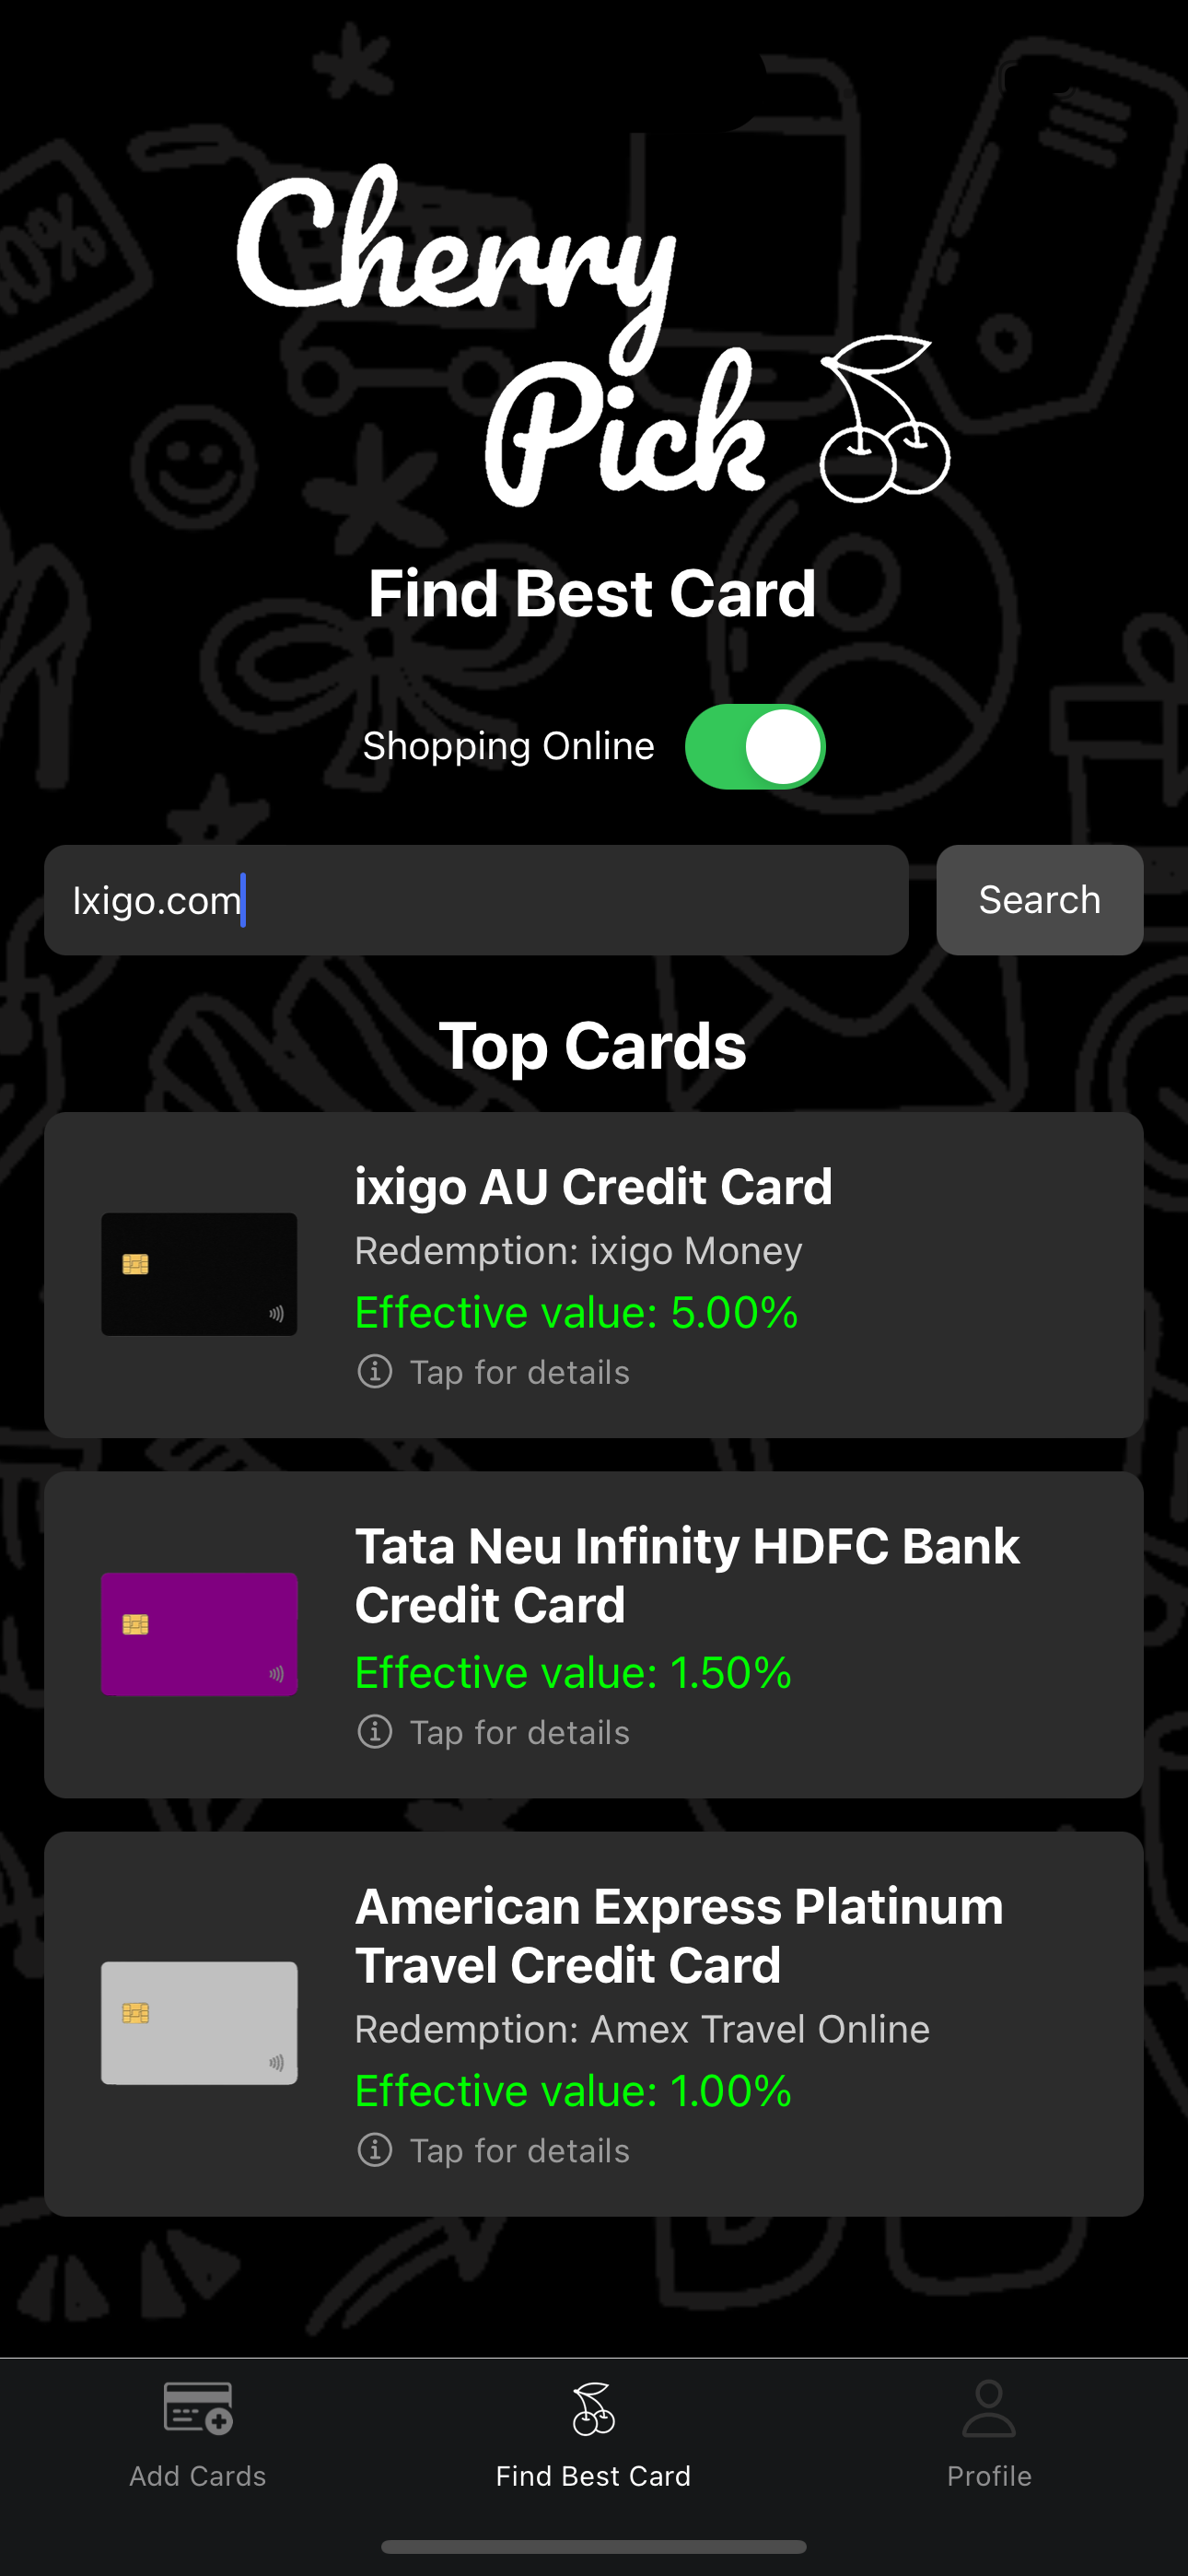 Cherry
Pick
Find Best Card
Shopping Online
Ixigo.com
Search
Top Cards
ixigo AU Credit Card
Redemption: ixigo Money
Effective value: 5.00%
Tap for details
Tata Neu Infinity HDFC Bank
Credit Card
Effective value: 1.50%
Tap for details
American Express Platinum
Travel Credit Card
Redemption: Amex Travel Online
Effective value: 1.00%
Tap for details
Add Cards
Find Best Card
Profile